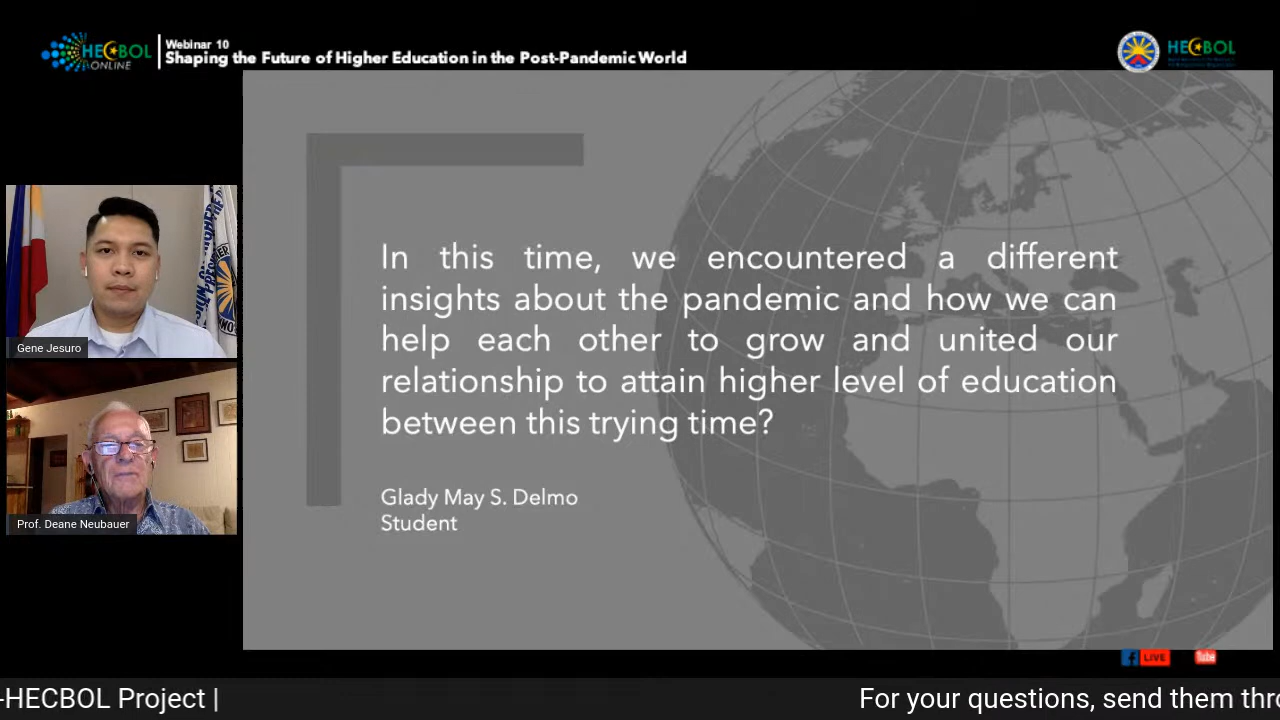 HECBOL
ONLINE
Webinar 10
Shaping the Future of Higher Education in the Post-Pandemic World
HECBOL
In this time, we encountered a different
insights about the pandemic and how we can
help each other to grow and united our
relationship to attain higher level of education
between this trying time?
Glady May S. Delmo
Student
Gene Jesuro
Prof. Deane Neubauer
LIVE
-HECBOL Project |
For your questions, send them thro